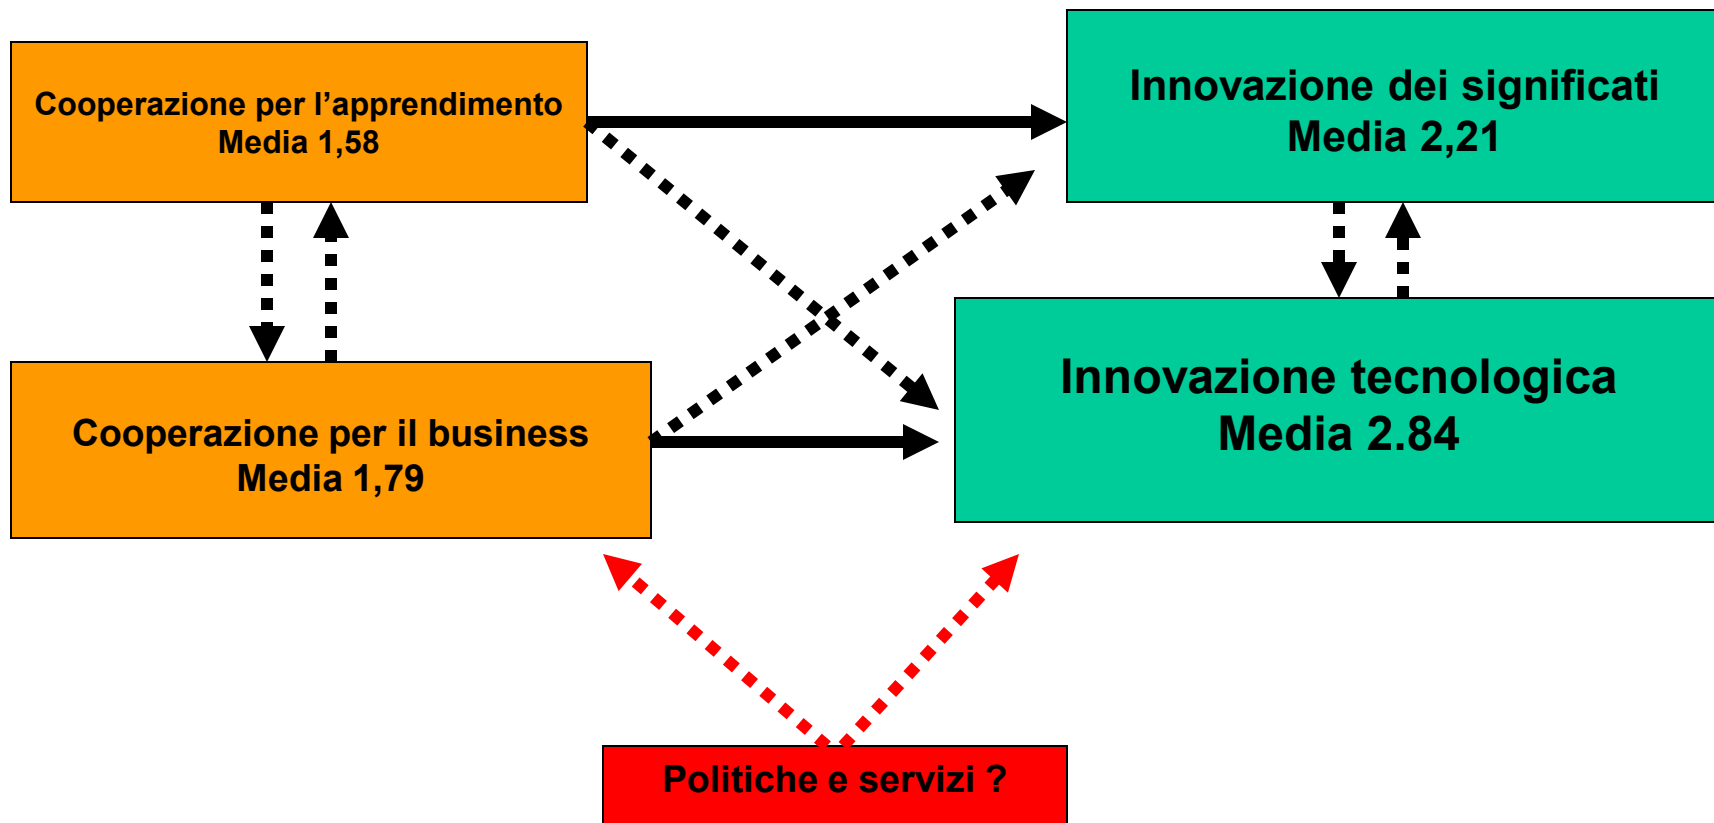 Cooperazione per l’apprendimento
Media 1,58
Innovazione dei significati
Media 2,21
Cooperazione per il business
Media 1,79
Innovazione tecnologica
Media 2.84
Politiche e servizi ?